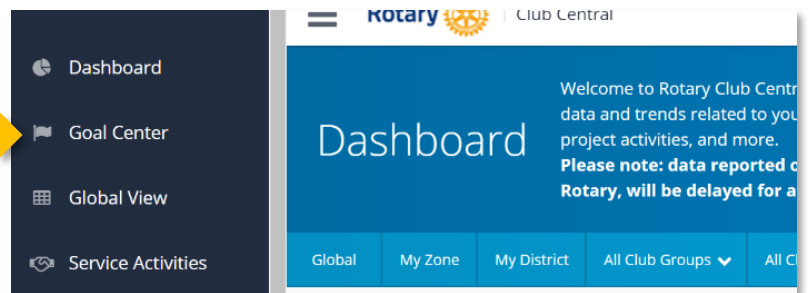 Dashboard
Goal Center
Global View
Service Activities
Rotary
Club Central
Dashboard
Welcome to Rotary Club
data and trends related to
project activities, and more.
Please note: data reported
Rotary, will be delayed for a
Global
My Zone
My District
All Club Groups
All